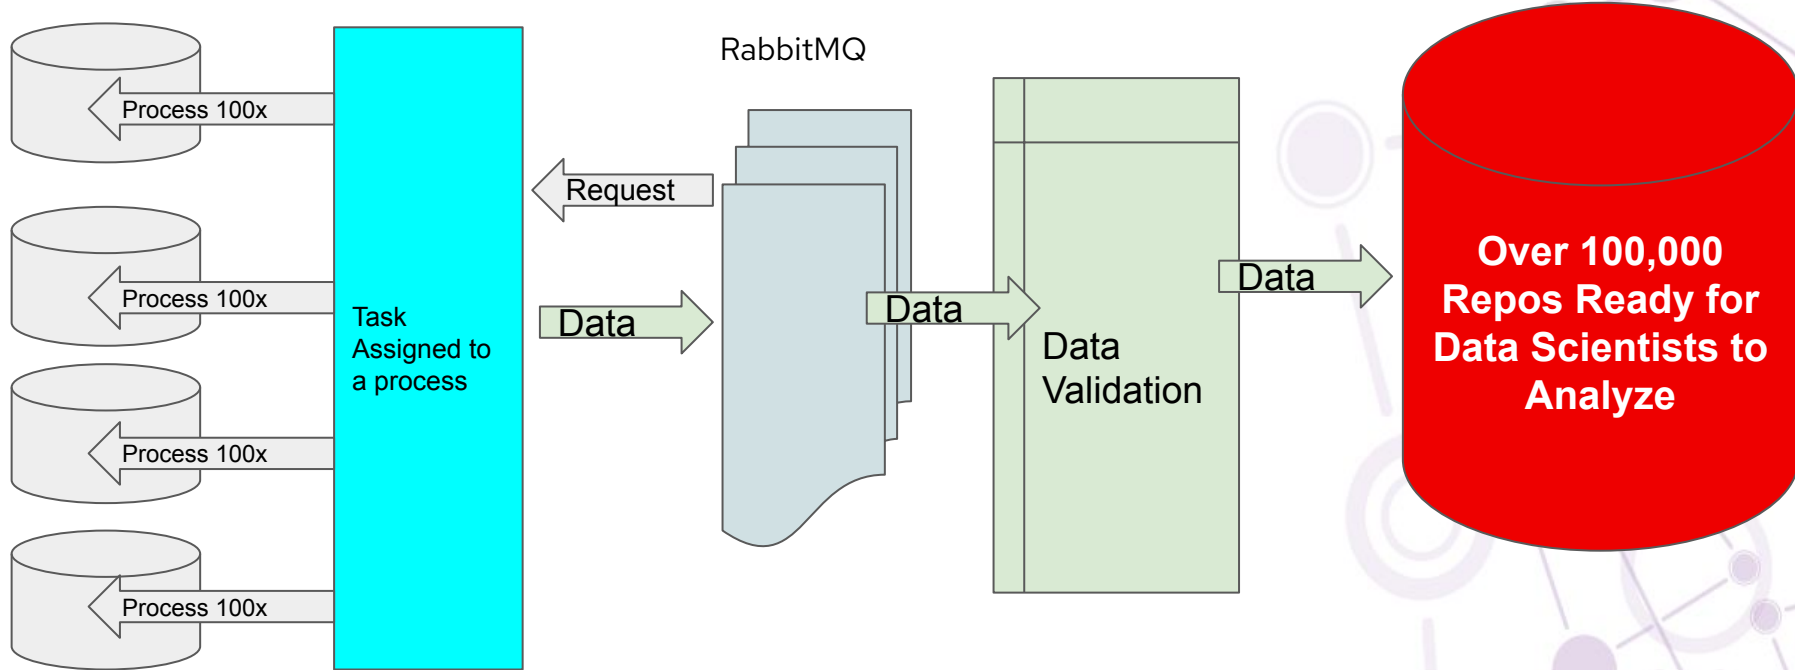 Process 100x
Process 100x
Process 100x
Process 100x
Task
Assigned to
a process
RabbitMQ
Request
Data
Data
Data
Validation
Data
Over 100,000
Repos Ready for
Data Scientists to
Analyze